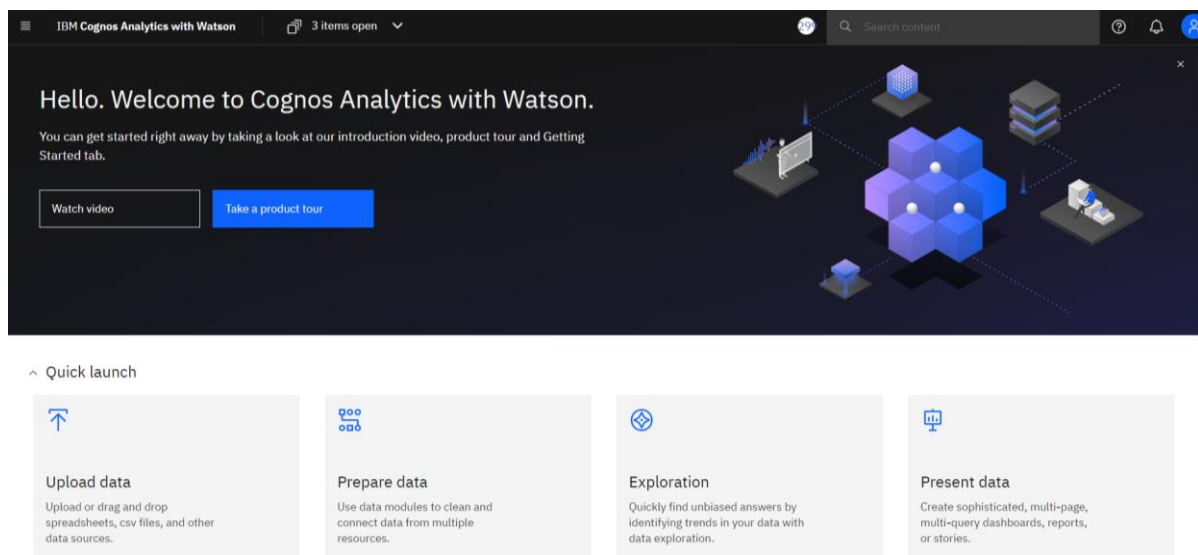 IBM Cognos Analytics with Watson
3 items open
29
Search content
Hello. Welcome to Cognos Analytics with Watson.
You can get started right away by taking a look at our introduction video, product tour and Getting
Started tab.
Watch video
Take a product tour
Quick launch
Upload data
Upload or drag and drop
spreadsheets, csv files, and other
data sources.
Prepare data
Use data modules to clean and
connect data from multiple
resources.
Exploration
Quickly find unbiased answers by
identifying trends in your data with
data exploration.
Present data
Create sophisticated, multi-page,
multi-query dashboards, reports,
or stories.